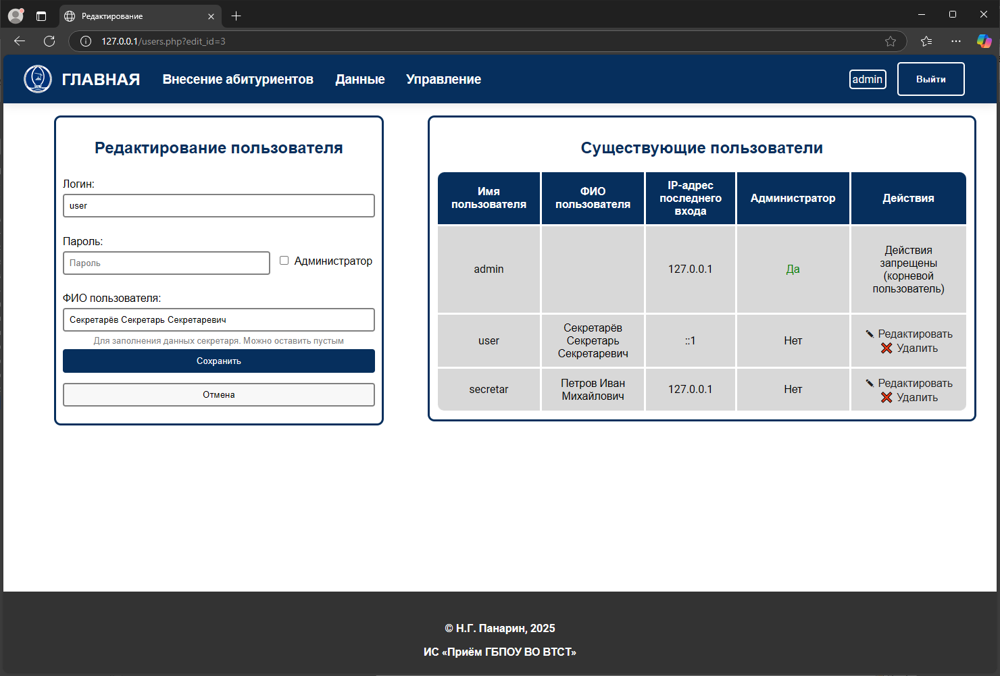 Редактирование
127.0.0.1/users.php?edit_id=3
ГЛАВНАЯ
Внесение абитуриентов
Данные
Управление
admin
Выйти
Редактирование пользователя
Логин:
user
Пароль:
Пароль
Администратор
ФИО пользователя:
Секретарёв Секретарь Секретаревич
Для заполнения данных секретаря. Можно оставить пустым
Сохранить
Отмена
Существующие пользователи
Имя
пользователя
ФИО
пользователя
IP-адрес
последнего
входа
Администратор
Действия
admin
127.0.0.1
Да
Действия
запрещены
(корневой
пользователь)
user
Секретарёв
Секретарь
Секретаревич
::1
Нет
Редактировать
Удалить
secretar
Петров Иван
Михайлович
127.0.0.1
Нет
Редактировать
Удалить
© Н.Г. Панарин, 2025
ИС «Приём ГБПОУ ВО ВТСТ»